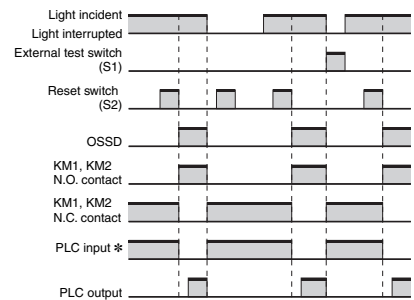 Light incident
Light interrupted
External test switch
(S1)
Reset switch
(S2)
OSSD
KM1, KM2
N.O. contact
KM1, KM2
N.C. contact
PLC input *
PLC output